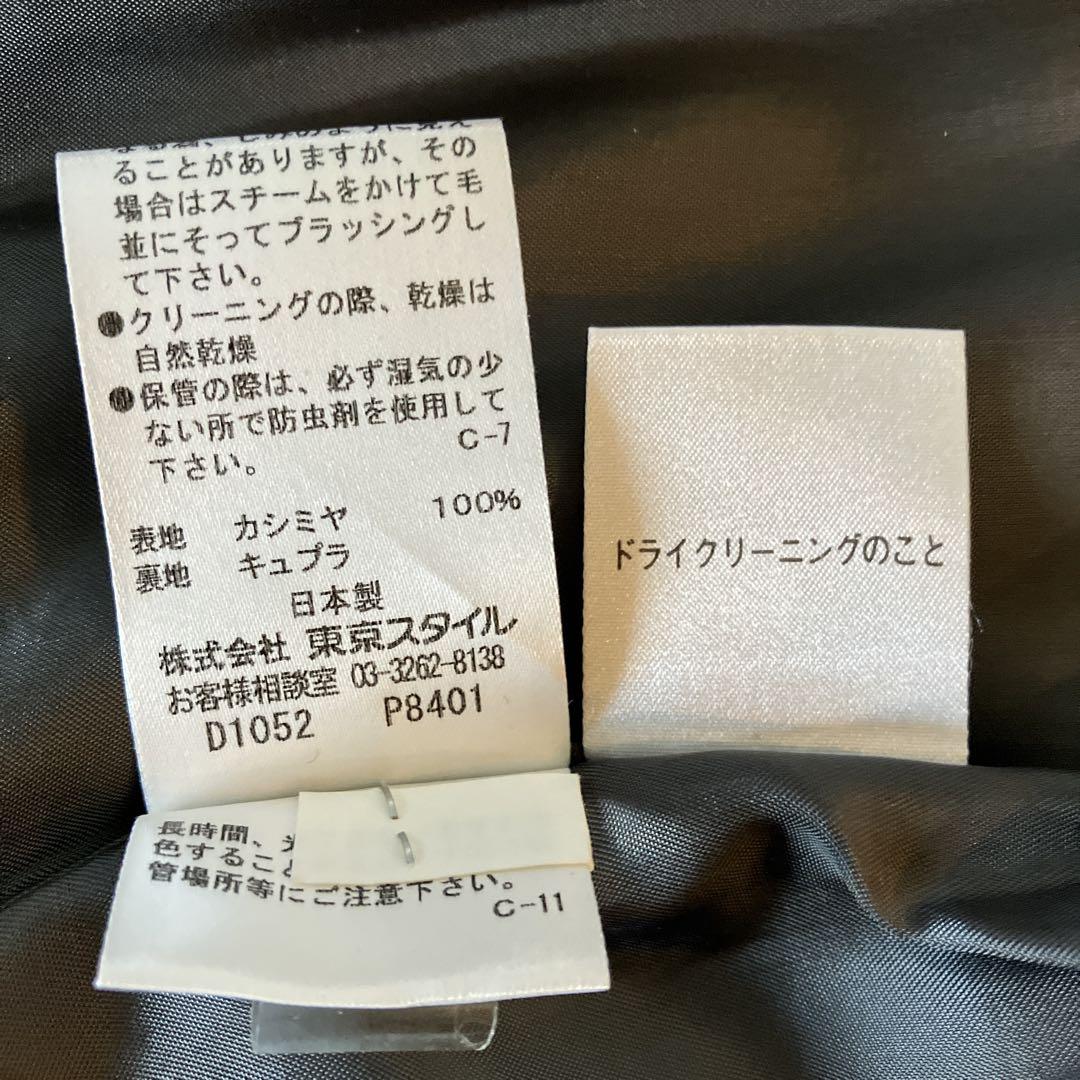 ることがありますが、その
場合はスチームをかけて毛
並にそってブラッシングし
て下さい。
●クリーニングの際、乾燥は
自然乾燥
●保管の際は、必ず湿気の少
ない所で防虫剤を使用して
下さい。 C-7
表地 カシミヤ 100%
裏地 キュプラ
日本製
株式会社 東京スタイル
お客様相談室 03-3262-8138
D1052 P8401
長時間、
色すること
管場所等にご注意下さい。
C-11
ドライクリーニングのこと